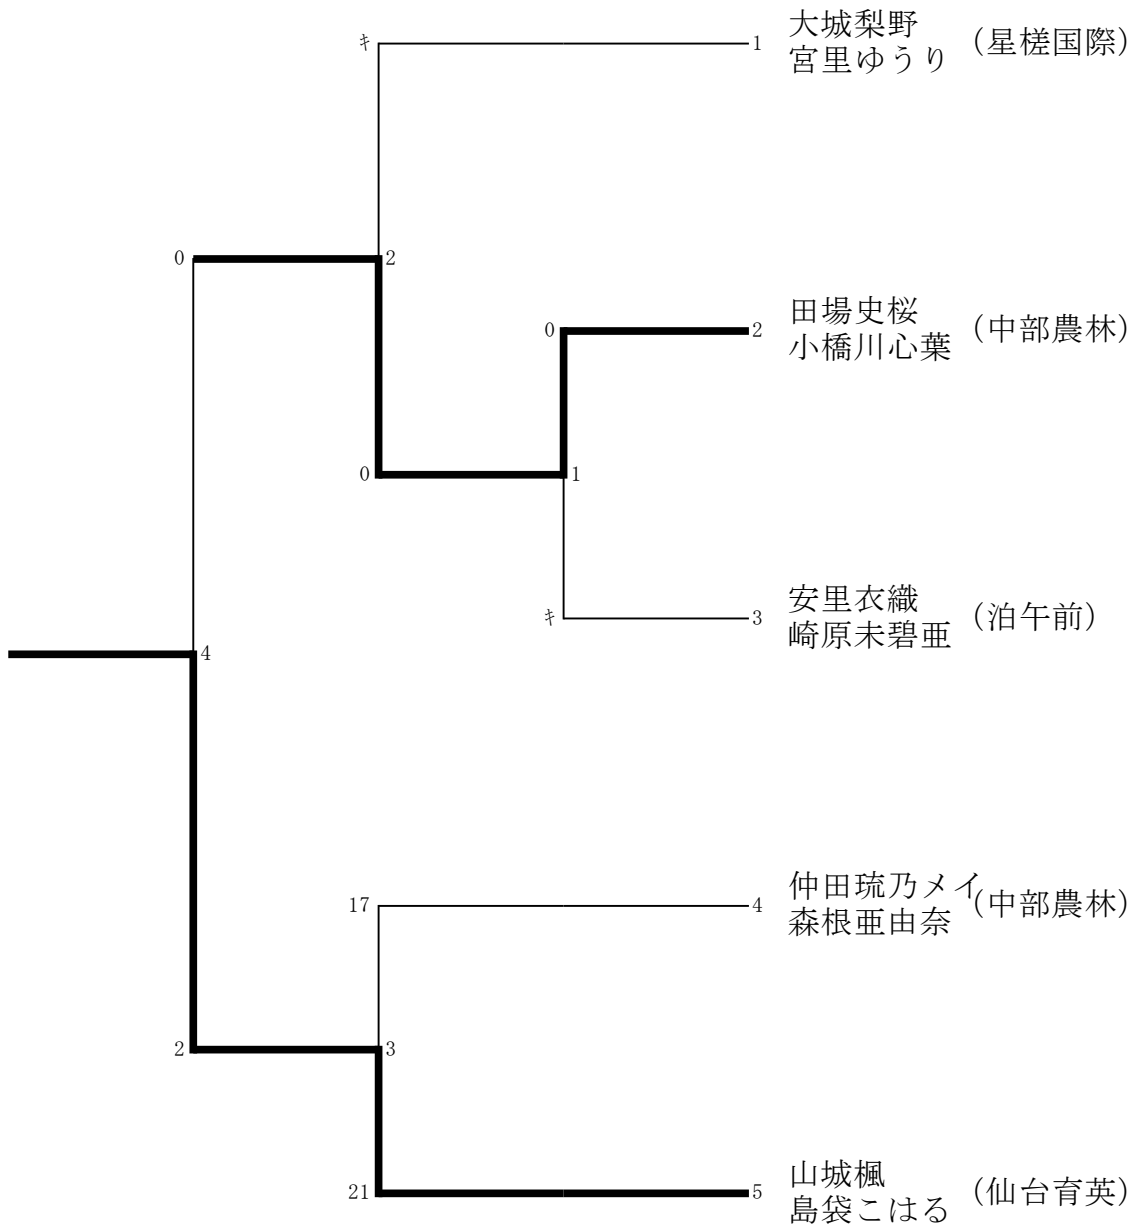 ｷ
1
大城梨野
宮里ゆうり
（星槎国際）
0
2
0
2
田場史桜
小橋川心葉
（中部農林）
0
1
ｷ
3
安里衣織
崎原未碧亜
（泊午前）
4
17
4
仲田琉乃メイ
森根亜由奈
（中部農林）
2
3
21
5
山城楓
島袋こはる
（仙台育英）